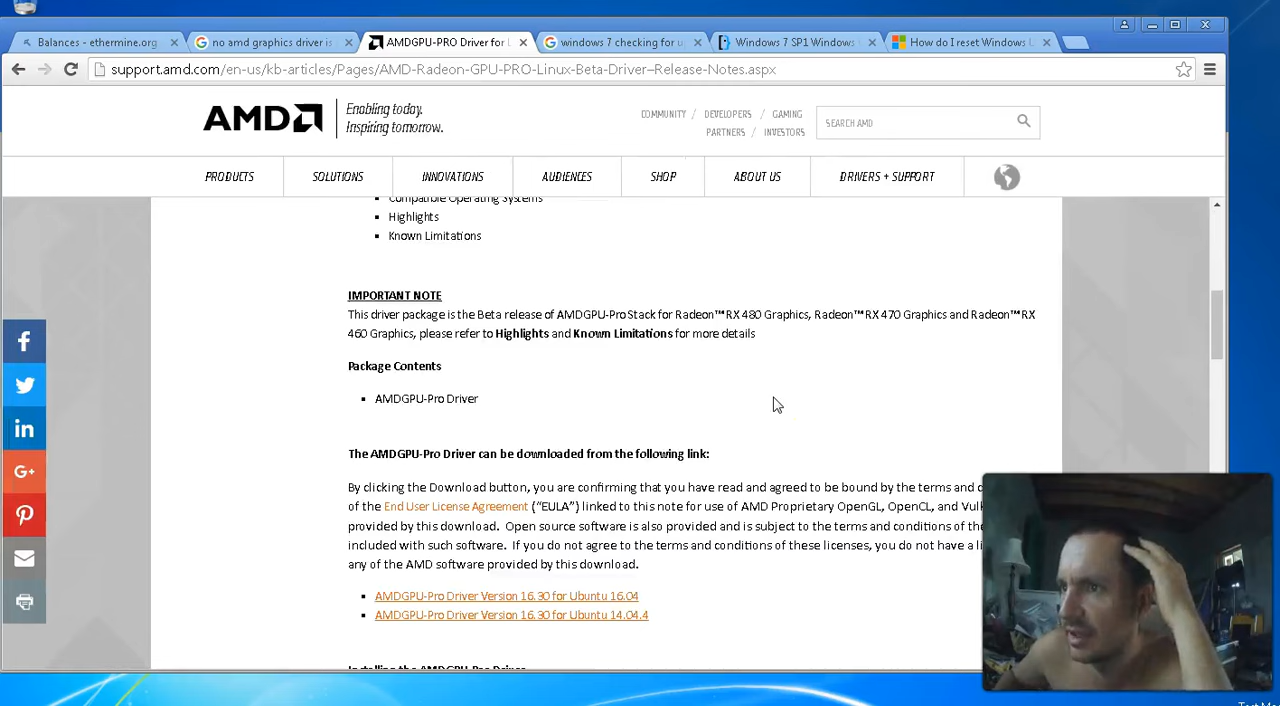 Balances - ethermine.org
no amd graphics driver is
AMDGPU-PRO Driver for L
windows 7 checking for u
Windows 7 SP1 Windows
How do I reset Windows U
support.amd.com/en-us/kb-articles/Pages/AMD-Radeon-GPU-PRO-Linux-Beta-Driver–Release-Notes.aspx
AMD
Enabling today.
Inspiring tomorrow.
COMMUNITY / DEVELOPERS / GAMING
PARTNERS / INVESTORS
SEARCH AMD
PRODUCTS SOLUTIONS INNOVATIONS AUDIENCES SHOP ABOUT US DRIVERS + SUPPORT
Compatible Operating Systems
Highlights
Known Limitations
IMPORTANT NOTE
This driver package is the Beta release of AMDGPU-Pro Stack for Radeon™ RX 480 Graphics, Radeon™ RX 470 Graphics and Radeon™ RX
460 Graphics, please refer to Highlights and Known Limitations for more details
Package Contents
AMDGPU-Pro Driver
The AMDGPU-Pro Driver can be downloaded from the following link:
By clicking the Download button, you are confirming that you have read and agreed to be bound by the terms and c
of the End User License Agreement (“EULA”) linked to this note for use of AMD Proprietary OpenGL, OpenCL, and Vulk
provided by this download. Open source software is also provided and is subject to the terms and conditions of the
included with such software. If you do not agree to the terms and conditions of these licenses, you do not have a li
any of the AMD software provided by this download.
AMDGPU-Pro Driver Version 16.30 for Ubuntu 16.04
AMDGPU-Pro Driver Version 16.30 for Ubuntu 14.04.4
Installing the AMDGPU-Pro Driver
G+
Test Mo